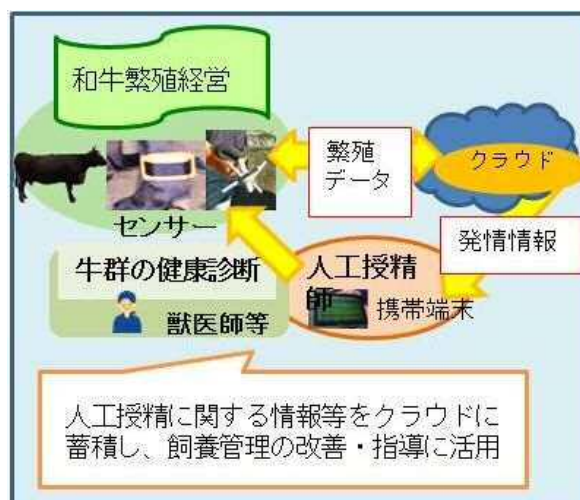 和牛繁殖経営
繁殖
データ
クラウド
センサー
発情情報
牛群の健康診断
人工授精
師
獣医師等
携帯端末
人工授精に関する情報等をクラウドに
蓄積し、飼養管理の改善・指導に活用